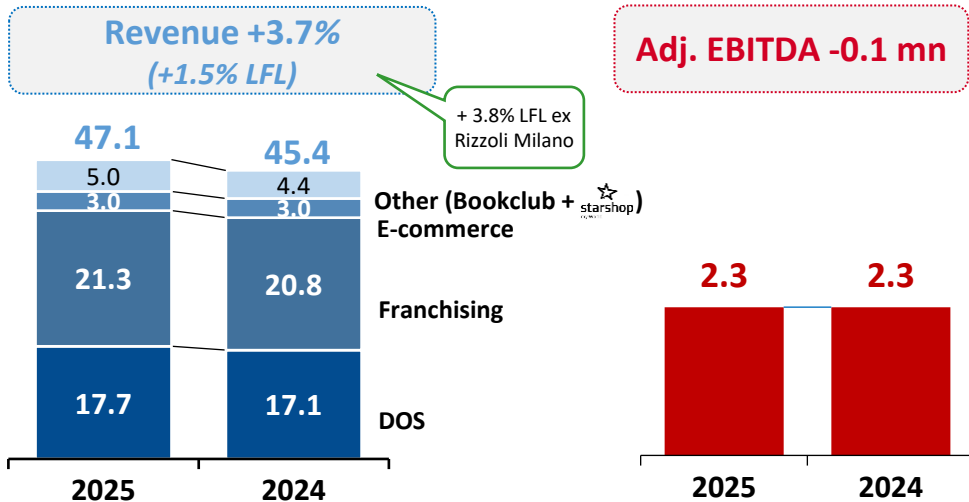 Revenue +3.7%
(+1.5% LFL)
Adj. EBITDA -0.1 mn
+ 3.8% LFL ex
Rizzoli Milano
47.1
45.4
5.0
4.4
Other (Bookclub + starshop)
3.0
3.0
E-commerce
21.3
20.8
Franchising
17.7
17.1
DOS
2025
2024
2.3
2.3
2025
2024